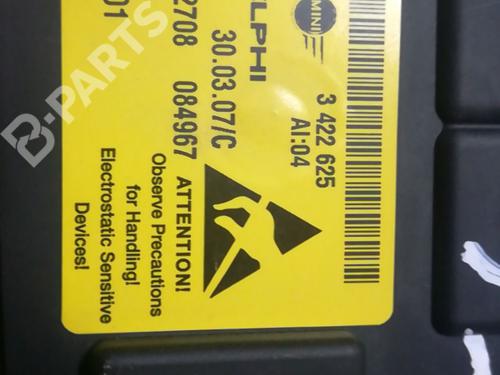 MINI
3 422 625
AI:04
LPHI
30.03.07/C
2708 084967
01
ATTENTION!
Observe Precautions
for Handling!
Electrostatic Sensitive
Devices!
B-PARTS